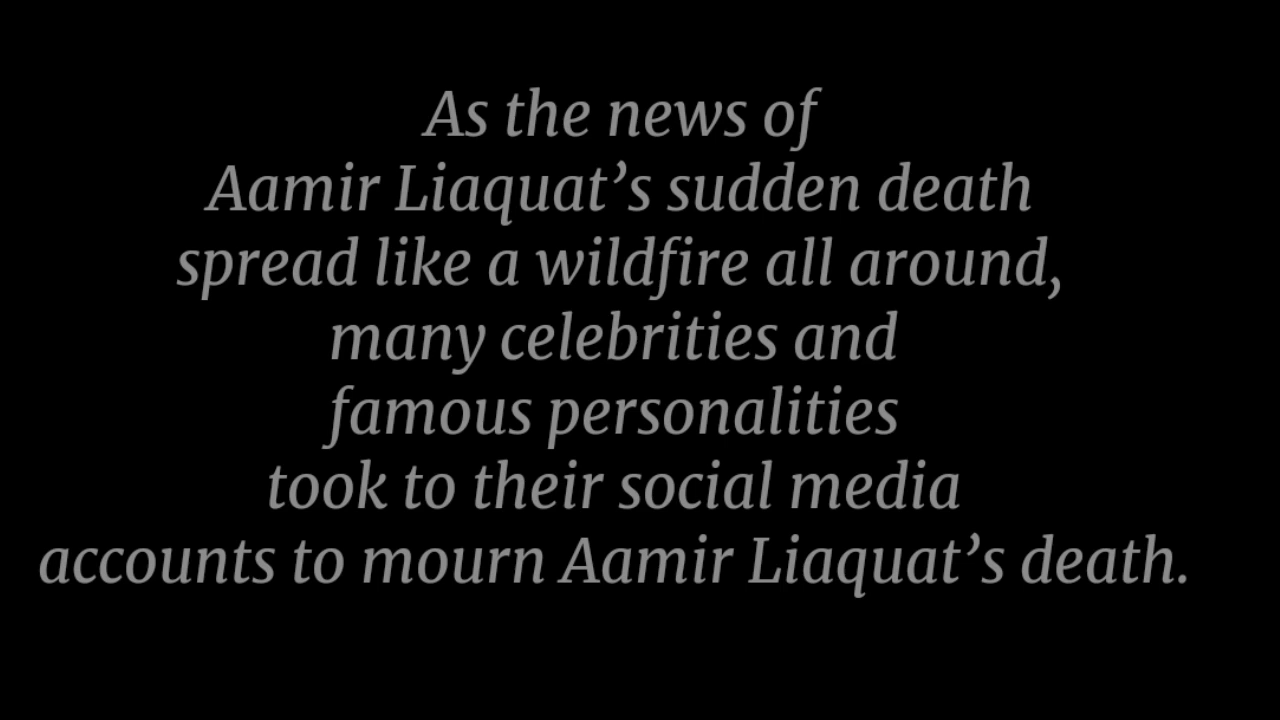 As the news of
Aamir Liaquat’s sudden death
spread like a wildfire all around,
many celebrities and
famous personalities
took to their social media
accounts to mourn Aamir Liaquat’s death.